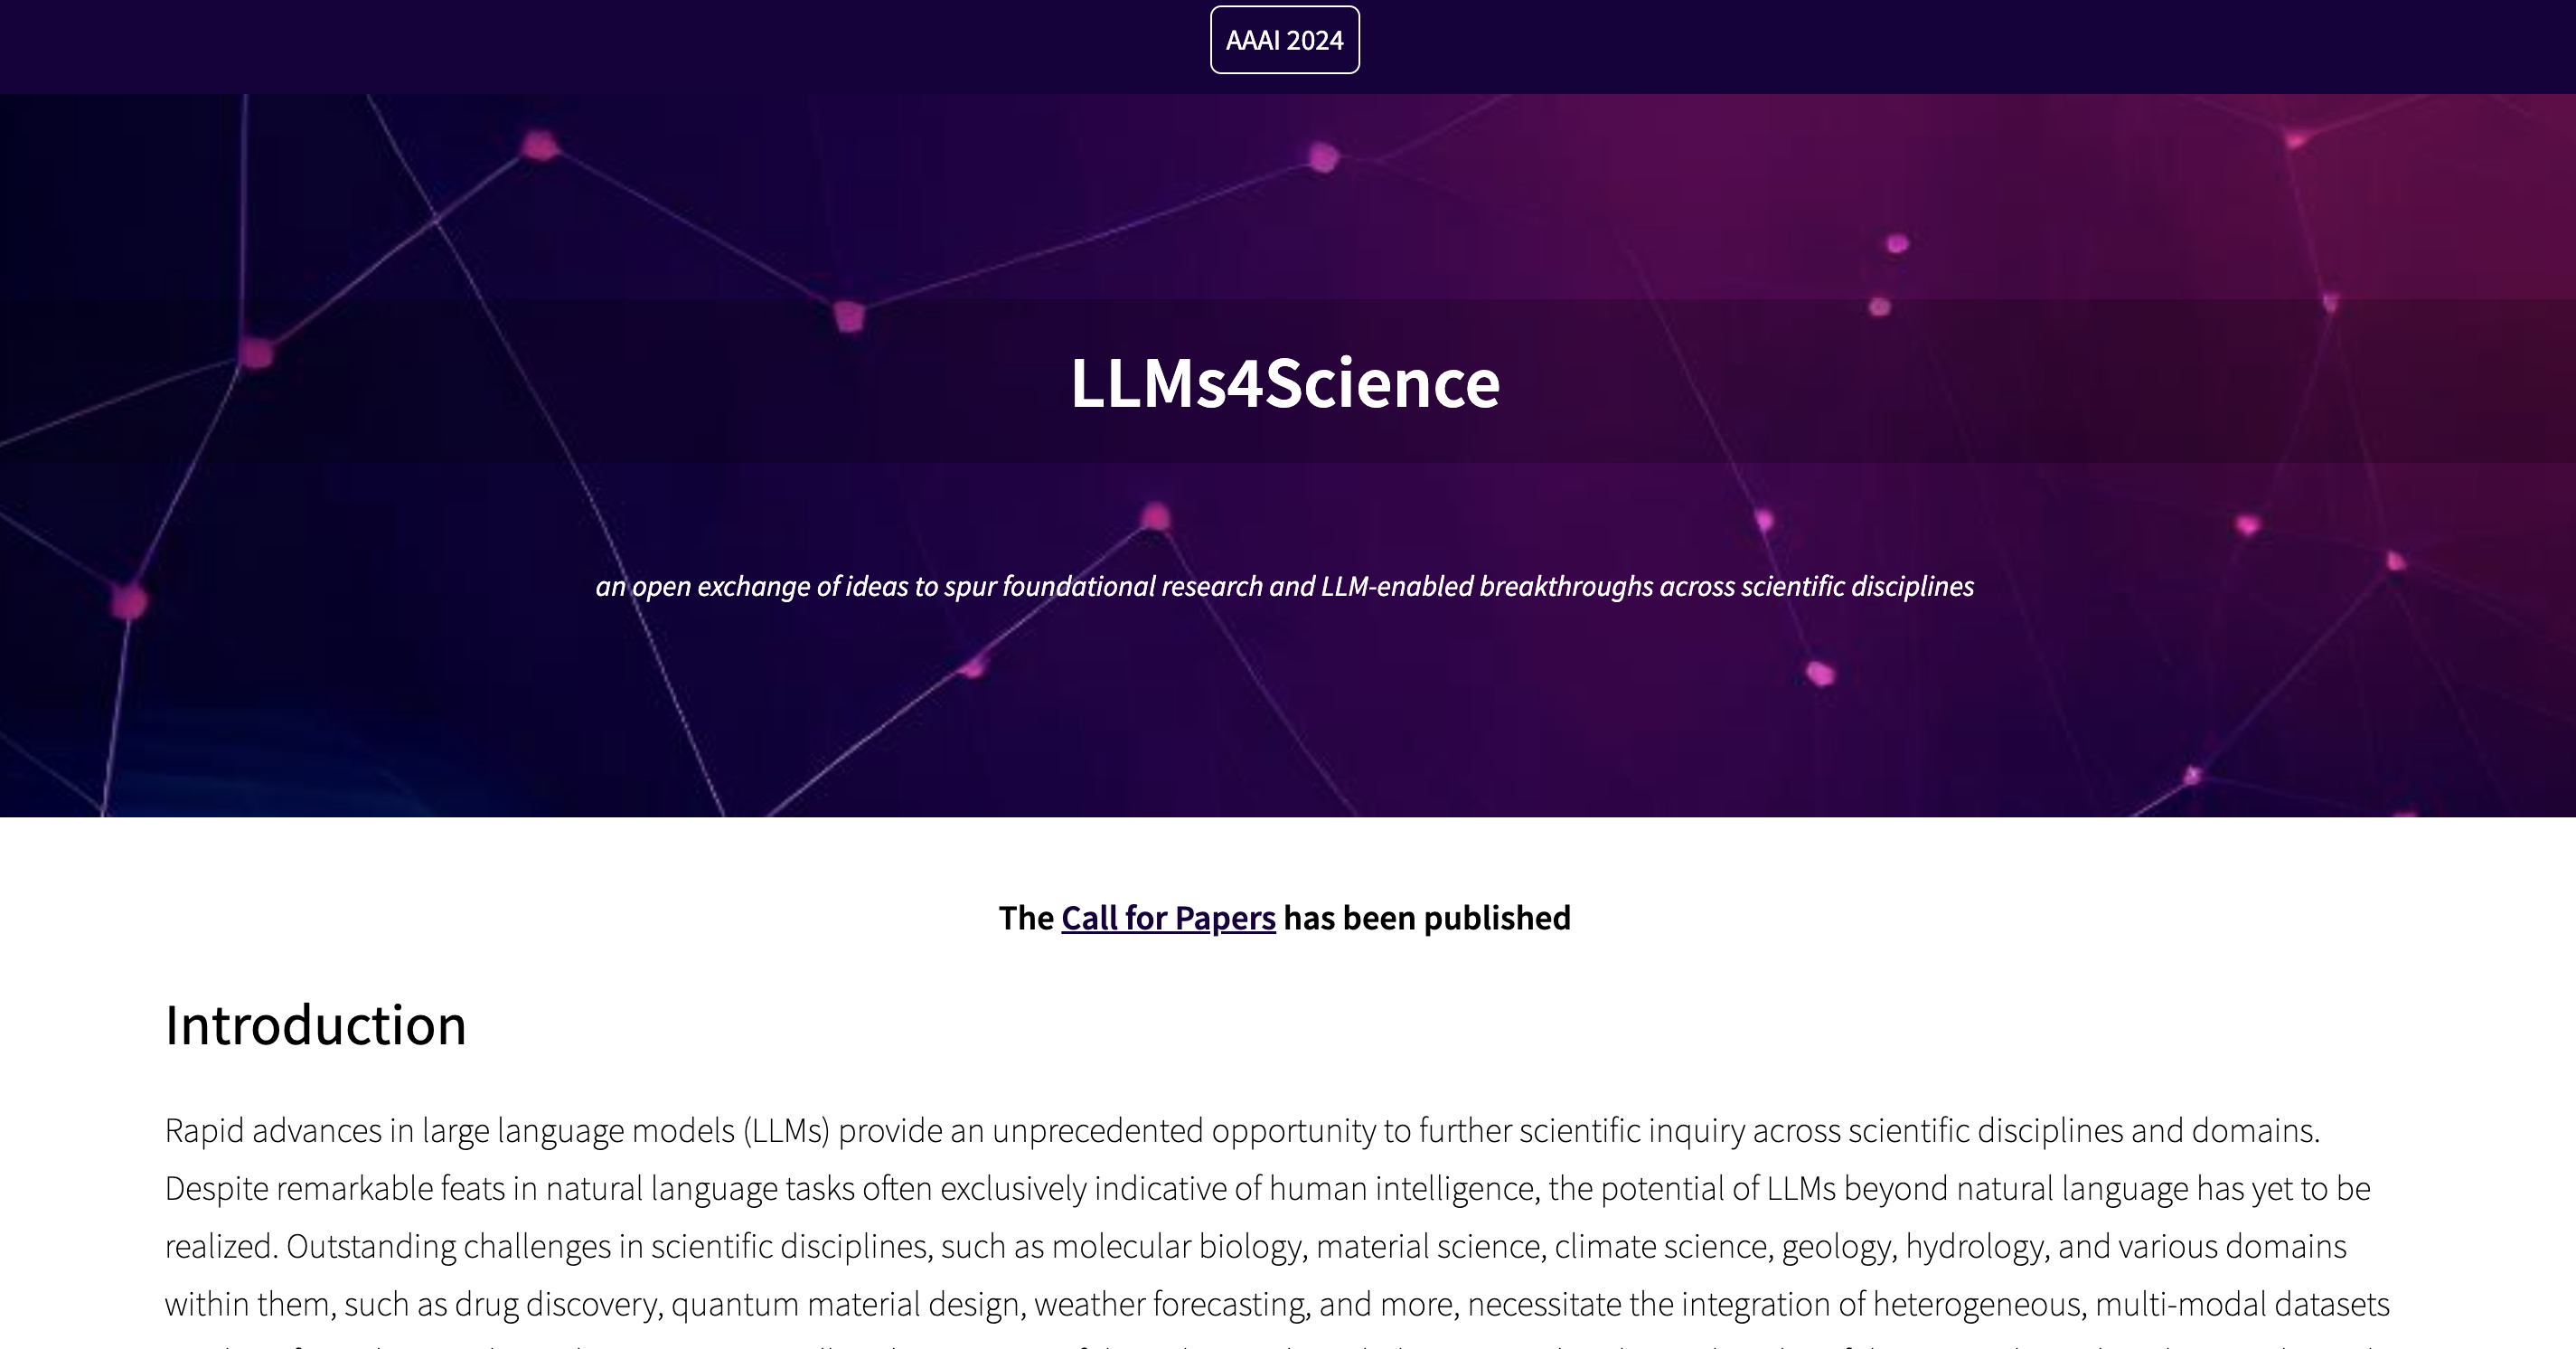 AAAI 2024
LLMs4Science
an open exchange of ideas to spur foundational research and LLM-enabled breakthroughs across scientific disciplines
The Call for Papers has been published
Introduction
Rapid advances in large language models (LLMs) provide an unprecedented opportunity to further scientific inquiry across scientific disciplines and domains.
Despite remarkable feats in natural language tasks often exclusively indicative of human intelligence, the potential of LLMs beyond natural language has yet to be
realized. Outstanding challenges in scientific disciplines, such as molecular biology, material science, climate science, geology, hydrology, and various domains
within them, such as drug discovery, quantum material design, weather forecasting, and more, necessitate the integration of heterogeneous, multi-modal datasets